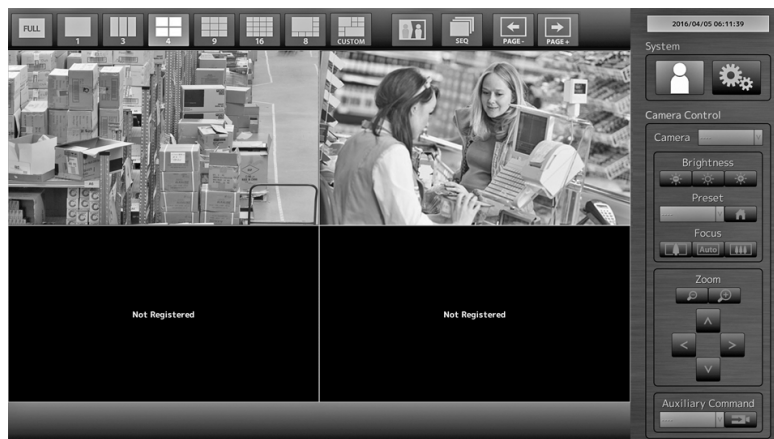 FULL
1
3
4
9
16
8
CUSTOM
SEQ
PAGE-
PAGE+
2016/04/05 06:11:39
System
Camera Control
Camera
Brightness
Preset
Focus
Auto
Not Registered
Not Registered
Zoom
Auxiliary Command